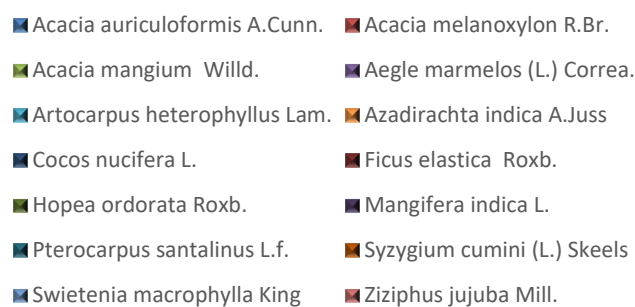 Acacia auriculoformis A.Cunn. Acacia melanoxylon R.Br.
Acacia mangium Willd. Aegle marmelos (L.) Correa.
Artocarpus heterophyllus Lam. Azadirachta indica A.Juss
Cocos nucifera L. Ficus elastica Roxb.
Hopea ordorata Roxb. Mangifera indica L.
Pterocarpus santalinus L.f. Syzygium cumini (L.) Skeels
Swietenia macrophylla King Ziziphus jujuba Mill.